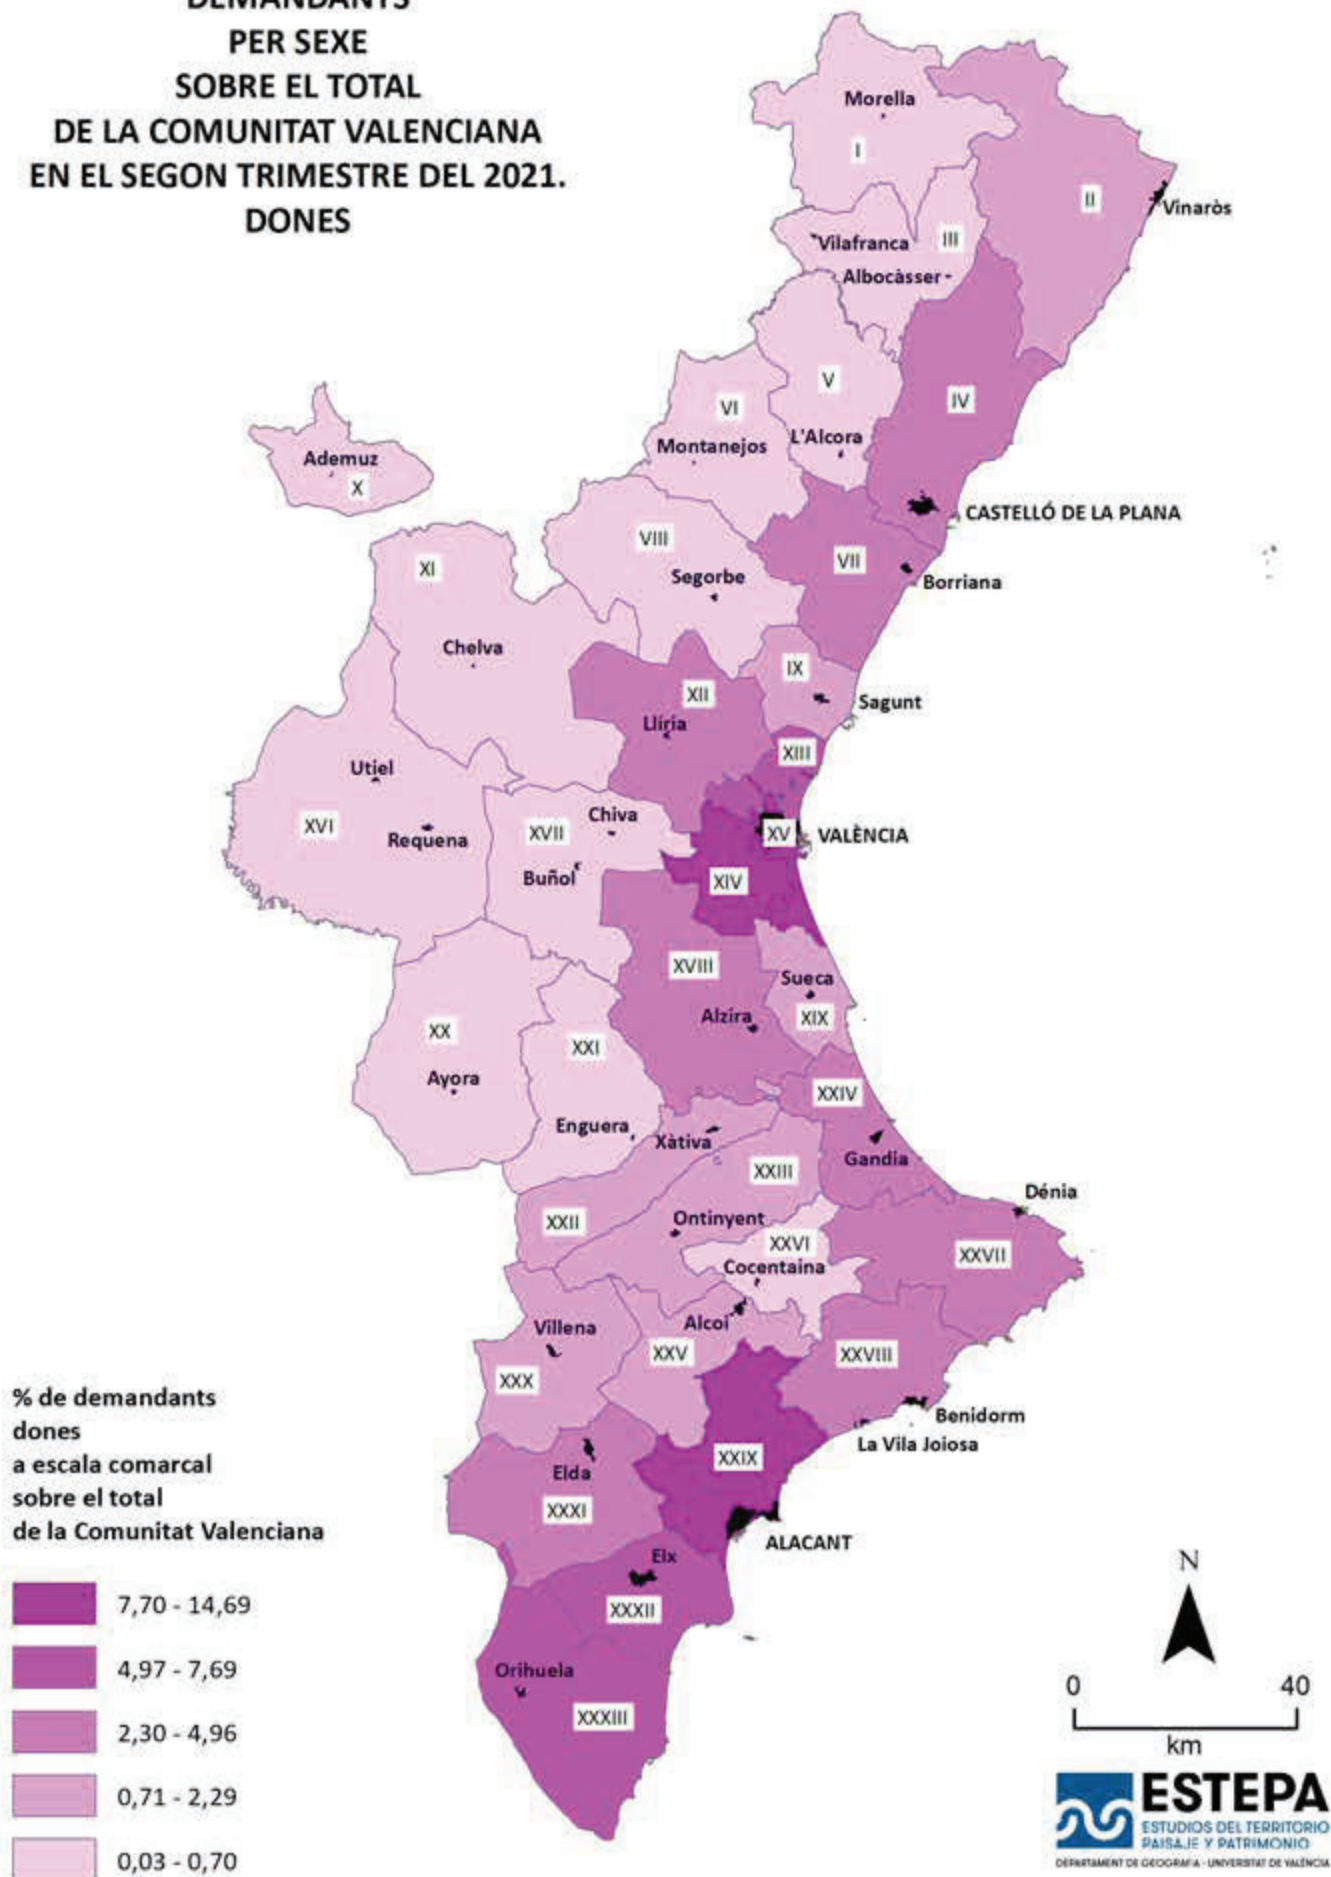 DEMANDANTS
PER SEXE
SOBRE EL TOTAL
DE LA COMUNITAT VALENCIANA
EN EL SEGON TRIMESTRE DEL 2021.
DONES
Morella
I
II
Vinaròs
Vilafranca
III
Albocàsser
V
IV
VI
L'Alcora
Montanejos
Ademuz
X
CASTELLÓ DE LA PLANA
VIII
VII
XI
Segorbe
Borriana
Chelva
IX
XII
Sagunt
Llíria
XIII
Utiel
Chiva
XVI
XVII
XV
VALÈNCIA
Requena
Buñol
XIV
XVIII
Sueca
Alzira
XIX
XX
XXI
Ayora
XXIV
Enguera
Xàtiva
Gandia
XXIII
Dénia
XXII
Ontinyent
XXVI
XXVII
Cocentaina
Villena
Alcoi
XXV
XXVIII
XXX
Benidorm
La Vila Joiosa
XXIX
Elda
XXXI
ALACANT
Elx
XXXII
Orihuela
XXXIII
% de demandants
dones
a escala comarcal
sobre el total
de la Comunitat Valenciana
7,70 - 14,69
4,97 - 7,69
2,30 - 4,96
0,71 - 2,29
0,03 - 0,70
N
0 40
km
ESTEPA
ESTUDIOS DEL TERRITORIO
PAISAJE Y PATRIMONIO
DEPARTAMENT DE GEOGRAFIA - UNIVERSITAT DE VALÈNCIA